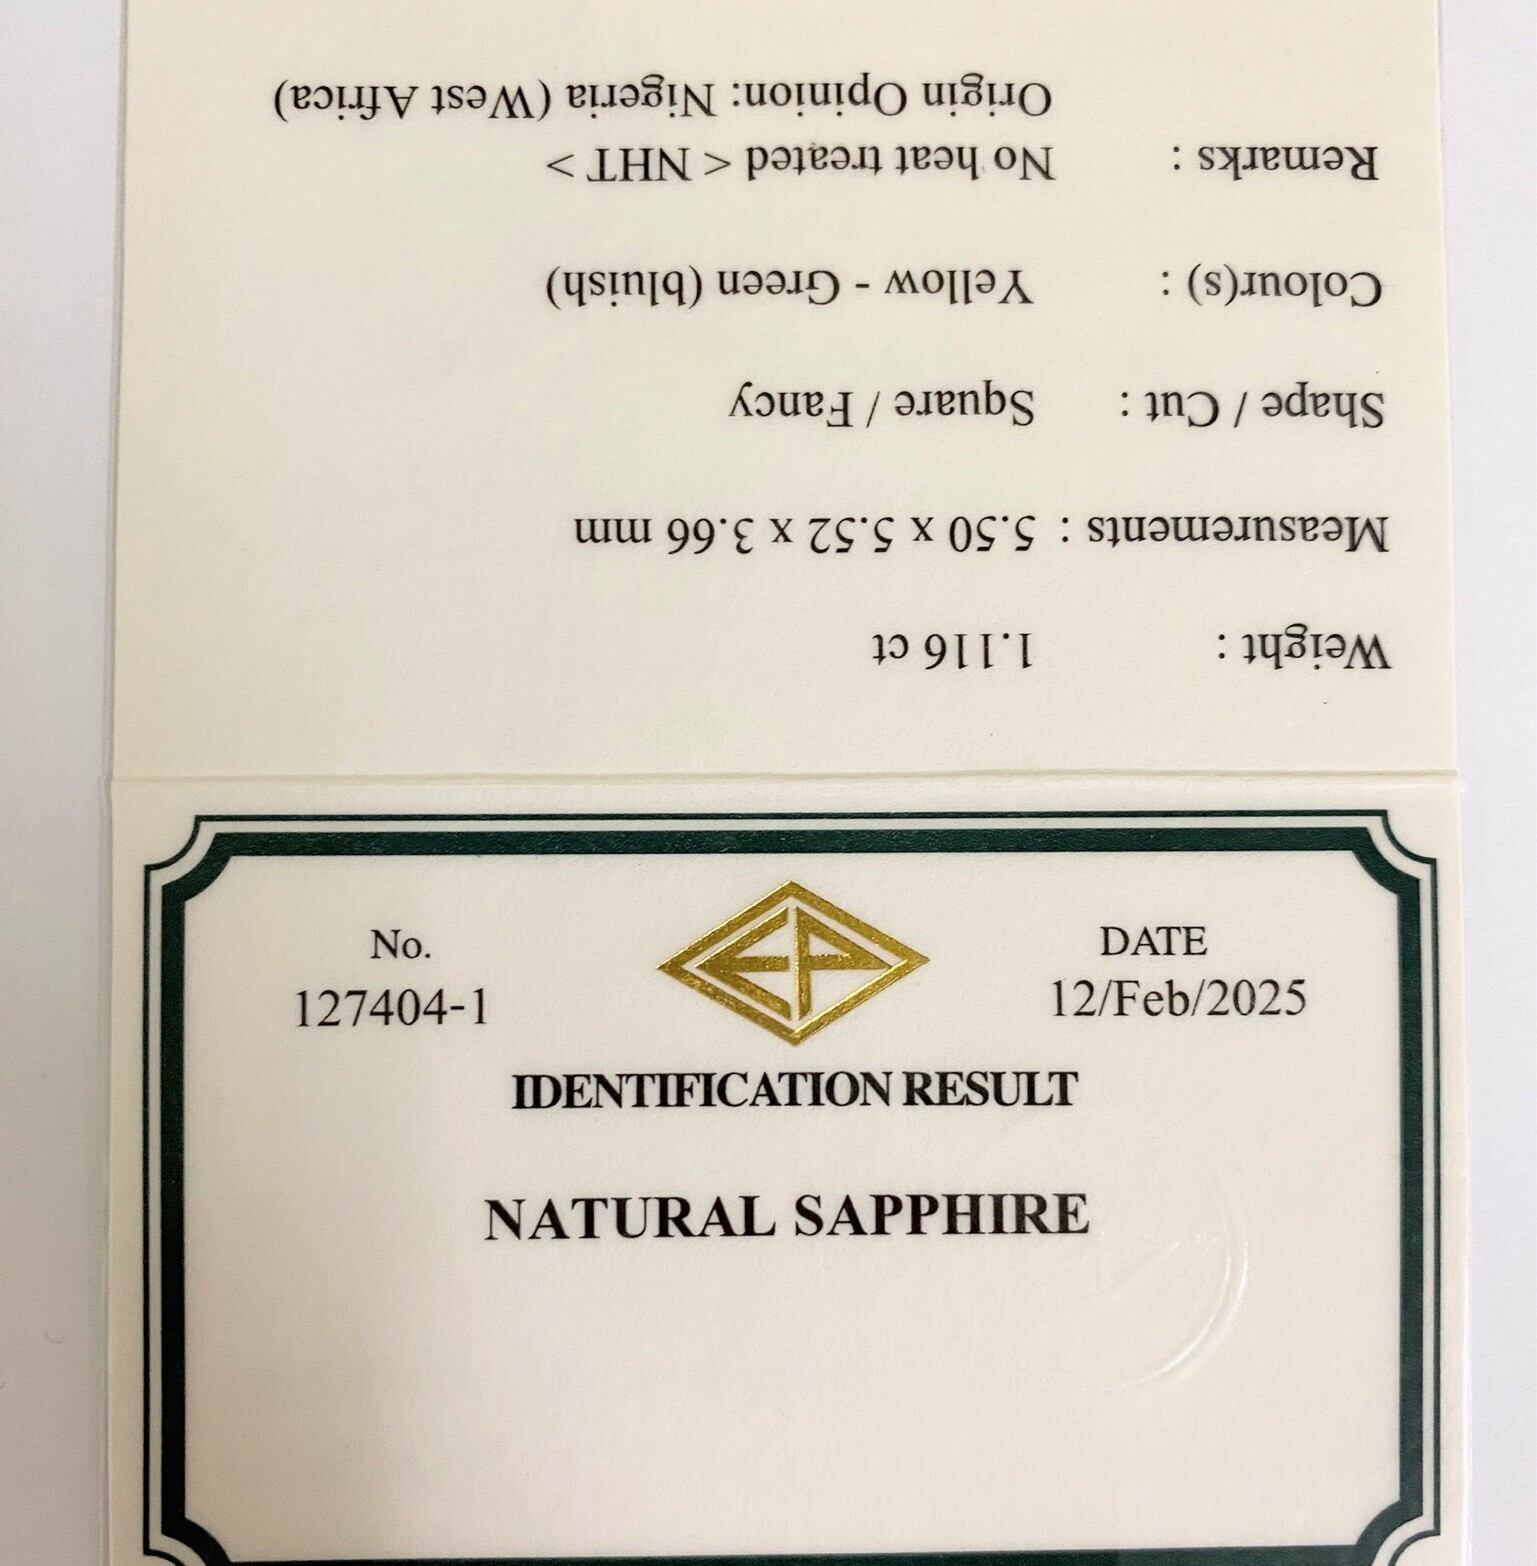 Weight : 1.116 ct
Measurements : 5.50 x 5.52 x 3.66 mm
Shape / Cut : Square / Fancy
Colour(s) : Yellow - Green (bluish)
Remarks : No heat treated < NHT >
Origin Opinion: Nigeria (West Africa)
No.
127404-1
DATE
12/Feb/2025
IDENTIFICATION RESULT
NATURAL SAPPHIRE